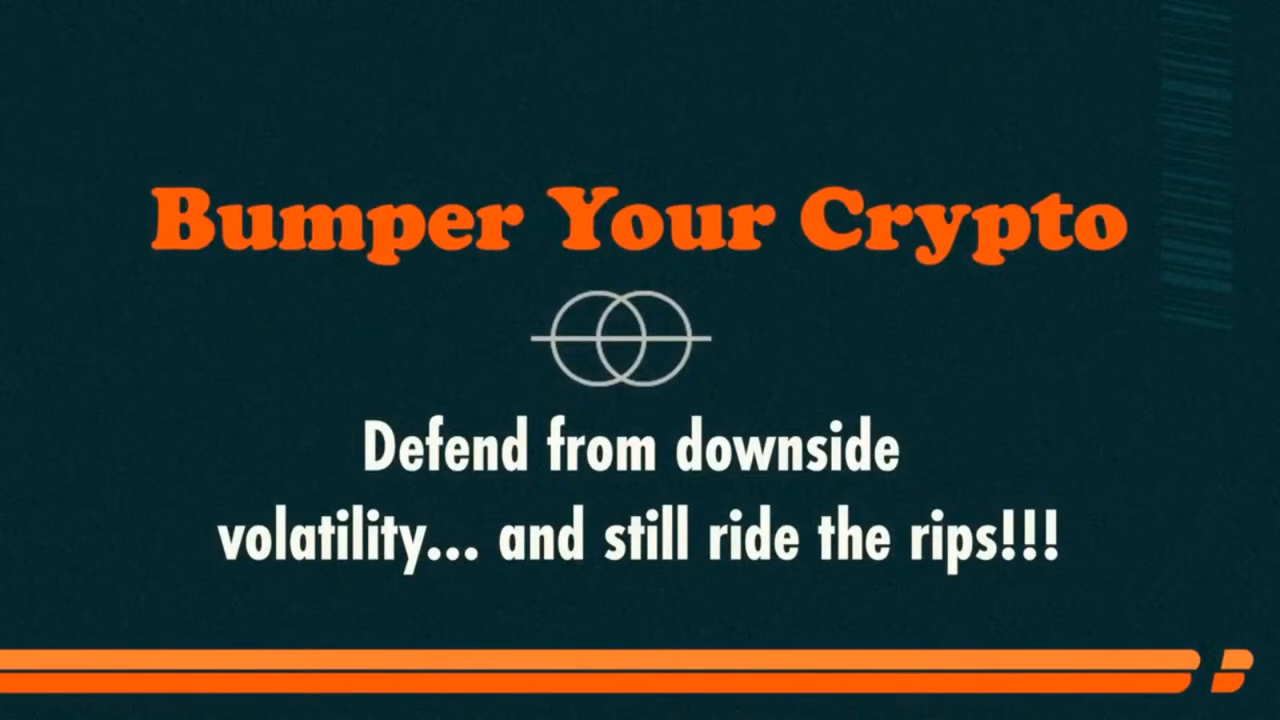 Bumper Your Crypto
Defend from downside
volatility... and still ride the rips!!!